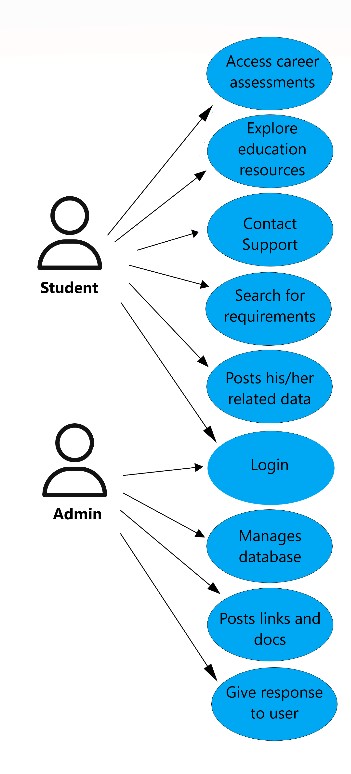 Access career
assessments
Explore
education
resources
Contact
Support
Student
Search for
requirements
Posts his/her
related data
Login
Admin
Manages
database
Posts links and
docs
Give response
to user